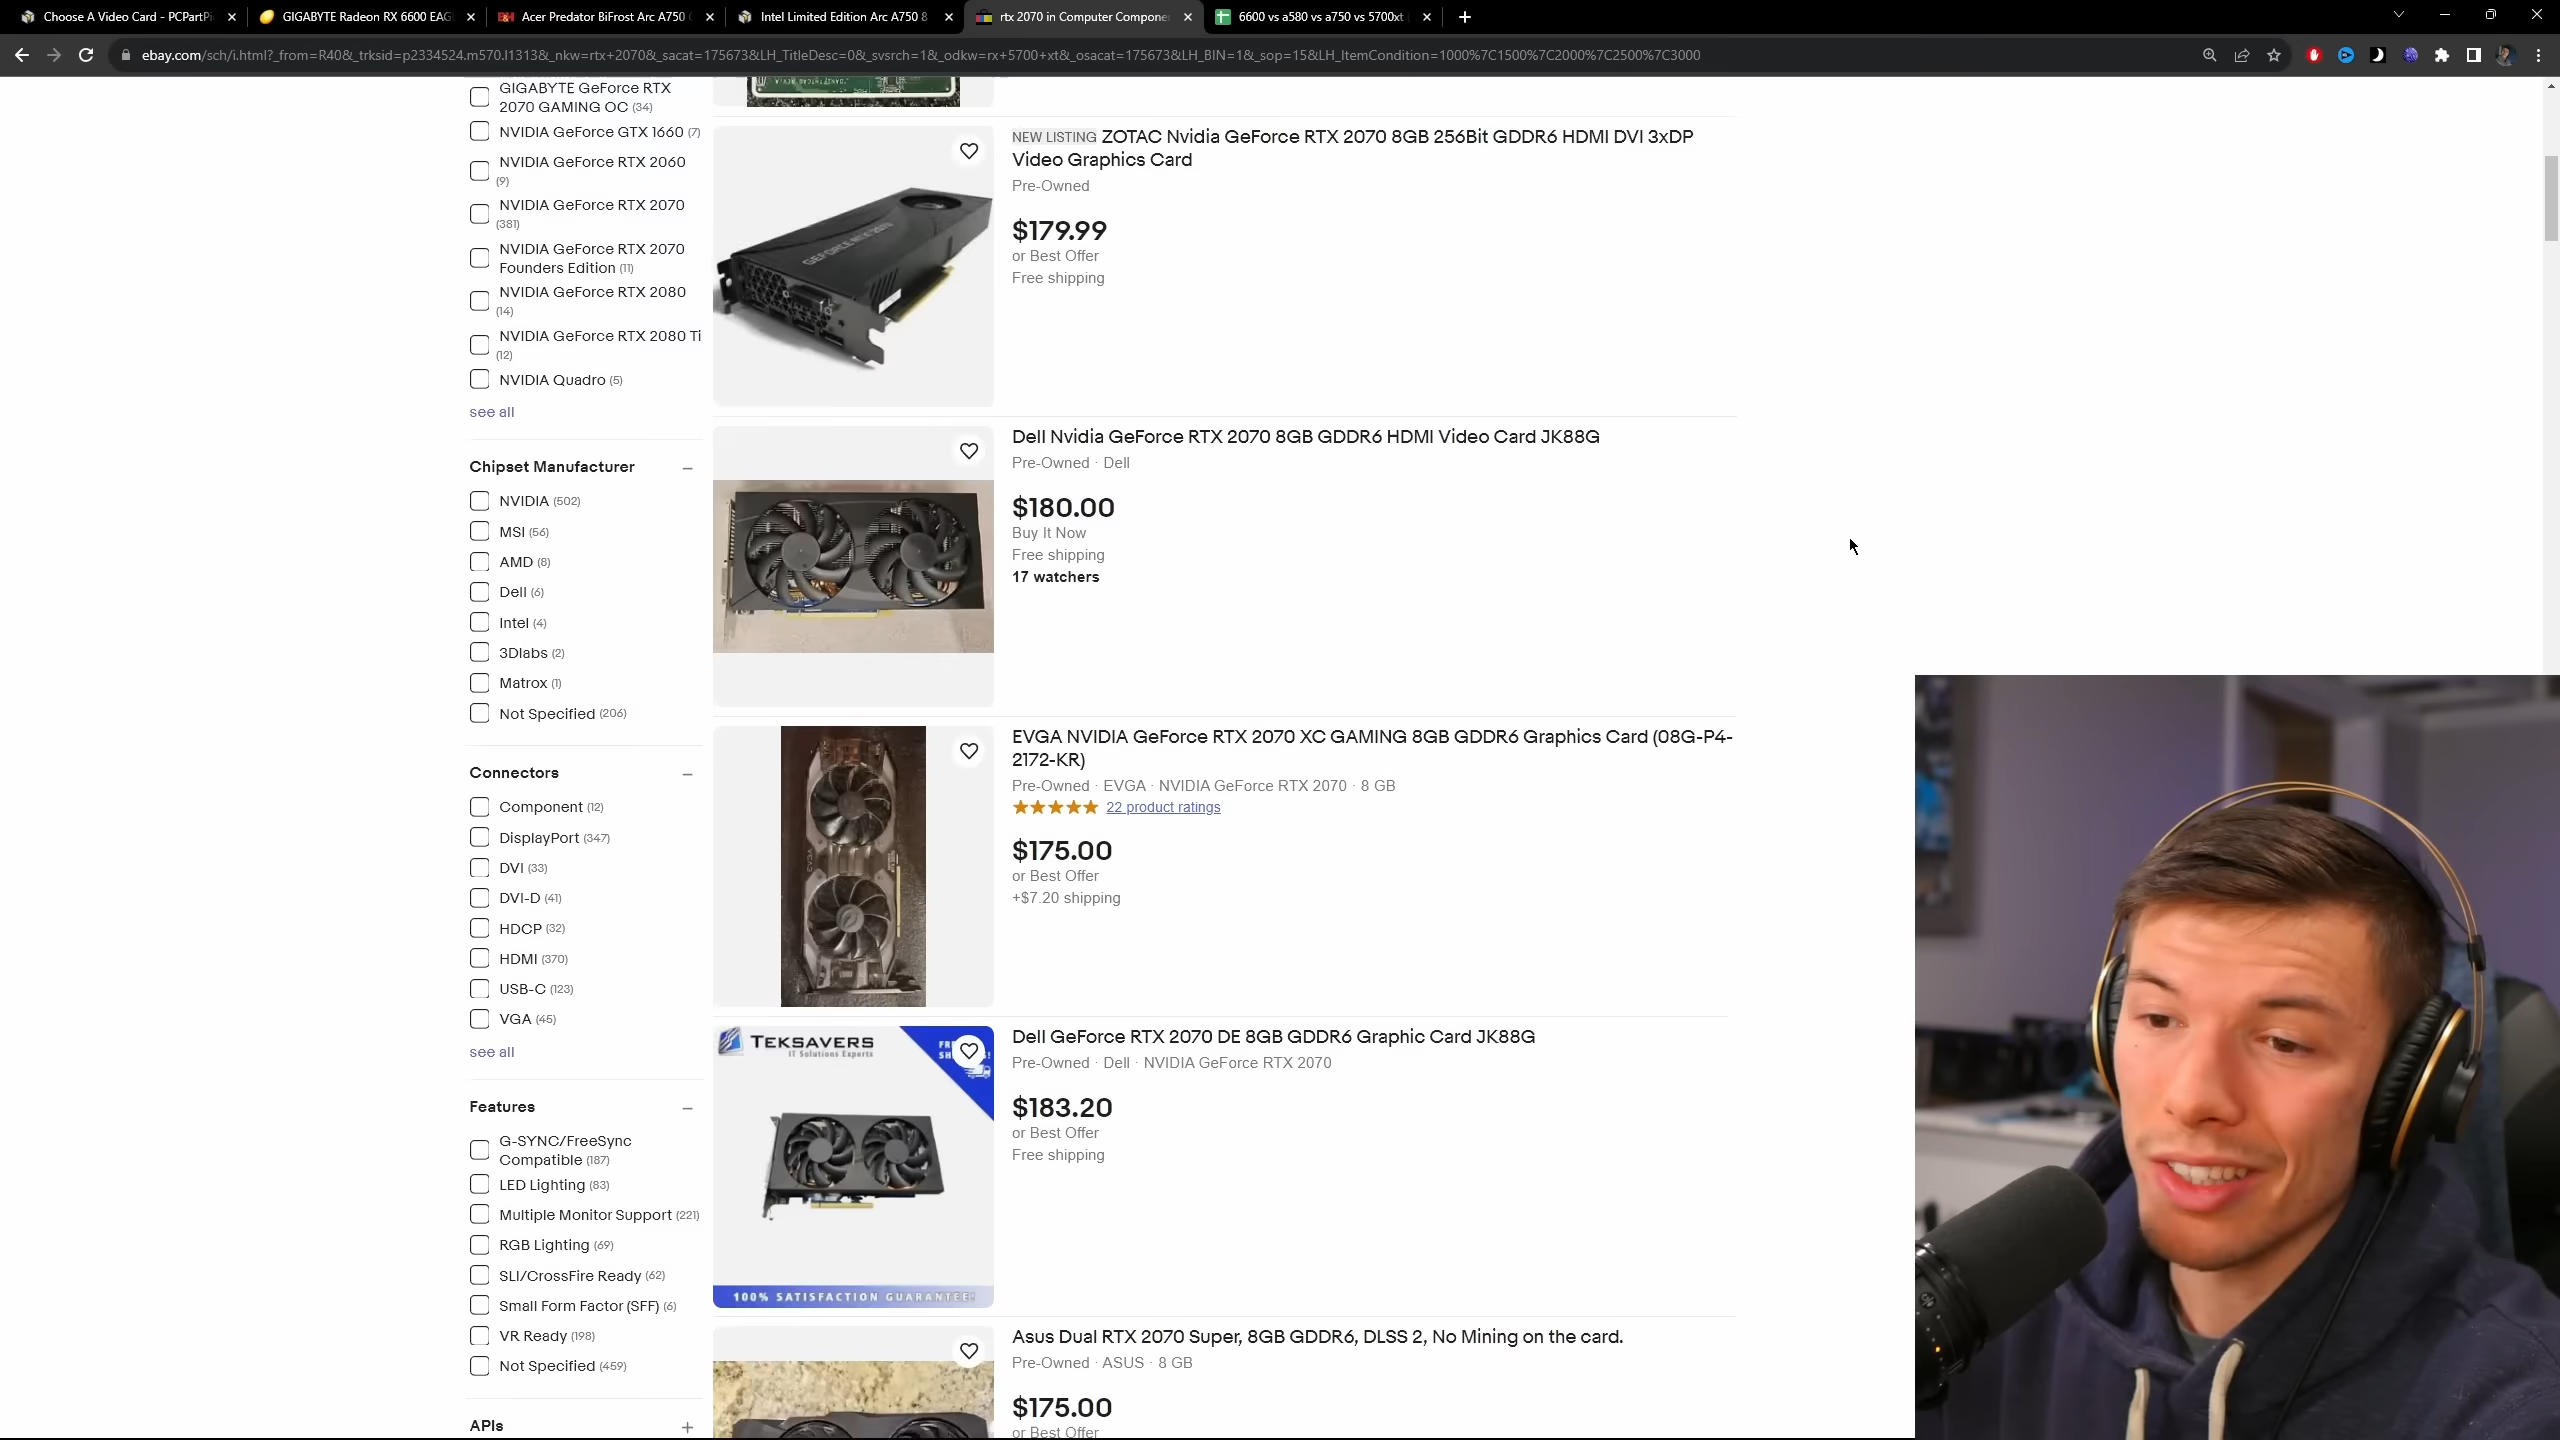 Choose A Video Card - PCPartPi
GIGABYTE Radeon RX 6600 EAG
Acer Predator BiFrost Arc A750
Intel Limited Edition Arc A750 8
rtx 2070 in Computer Compone
6600 vs a580 vs a750 vs 5700xt
ebay.com/sch/i.html?_from=R40&_trksid=p2334524.m570.l1313&_nkw=rtx+2070&_sacat=175673&LH_TitleDesc=0&_svsrch=1&_odkw=rx+5700+xt&_osacat=175673&LH_BIN=1&_sop=15&LH_ItemCondition=1000%7C1500%7C2000%7C2500%7C3000
GIGABYTE GeForce RTX
2070 GAMING OC (34)
NVIDIA GeForce GTX 1660 (7)
NVIDIA GeForce RTX 2060
(9)
NVIDIA GeForce RTX 2070
(381)
NVIDIA GeForce RTX 2070
Founders Edition (11)
NVIDIA GeForce RTX 2080
(14)
NVIDIA GeForce RTX 2080 Ti
(12)
NVIDIA Quadro (5)
see all
Chipset Manufacturer
NVIDIA (502)
MSI (56)
AMD (8)
Dell (6)
Intel (4)
3Dlabs (2)
Matrox (1)
Not Specified (206)
Connectors
Component (12)
DisplayPort (347)
DVI (33)
DVI-D (41)
HDCP (32)
HDMI (370)
USB-C (123)
VGA (45)
see all
Features
G-SYNC/FreeSync
Compatible (187)
LED Lighting (83)
Multiple Monitor Support (221)
RGB Lighting (69)
SLI/CrossFire Ready (62)
Small Form Factor (SFF) (6)
VR Ready (198)
Not Specified (459)
APIs
NEW LISTING ZOTAC Nvidia GeForce RTX 2070 8GB 256Bit GDDR6 HDMI DVI 3xDP
Video Graphics Card
Pre-Owned
$179.99
or Best Offer
Free shipping
GEFORCE RTX 2070
Dell Nvidia GeForce RTX 2070 8GB GDDR6 HDMI Video Card JK88G
Pre-Owned · Dell
$180.00
Buy It Now
Free shipping
17 watchers
EVGA NVIDIA GeForce RTX 2070 XC GAMING 8GB GDDR6 Graphics Card (08G-P4-
2172-KR)
Pre-Owned · EVGA · NVIDIA GeForce RTX 2070 · 8 GB
22 product ratings
$175.00
or Best Offer
+$7.20 shipping
TEKSAVERS
IT Solutions Experts
100% SATISFACTION GUARANTEE!
Dell GeForce RTX 2070 DE 8GB GDDR6 Graphic Card JK88G
Pre-Owned · Dell · NVIDIA GeForce RTX 2070
$183.20
or Best Offer
Free shipping
Asus Dual RTX 2070 Super, 8GB GDDR6, DLSS 2, No Mining on the card.
Pre-Owned · ASUS · 8 GB
$175.00
or Best Offer